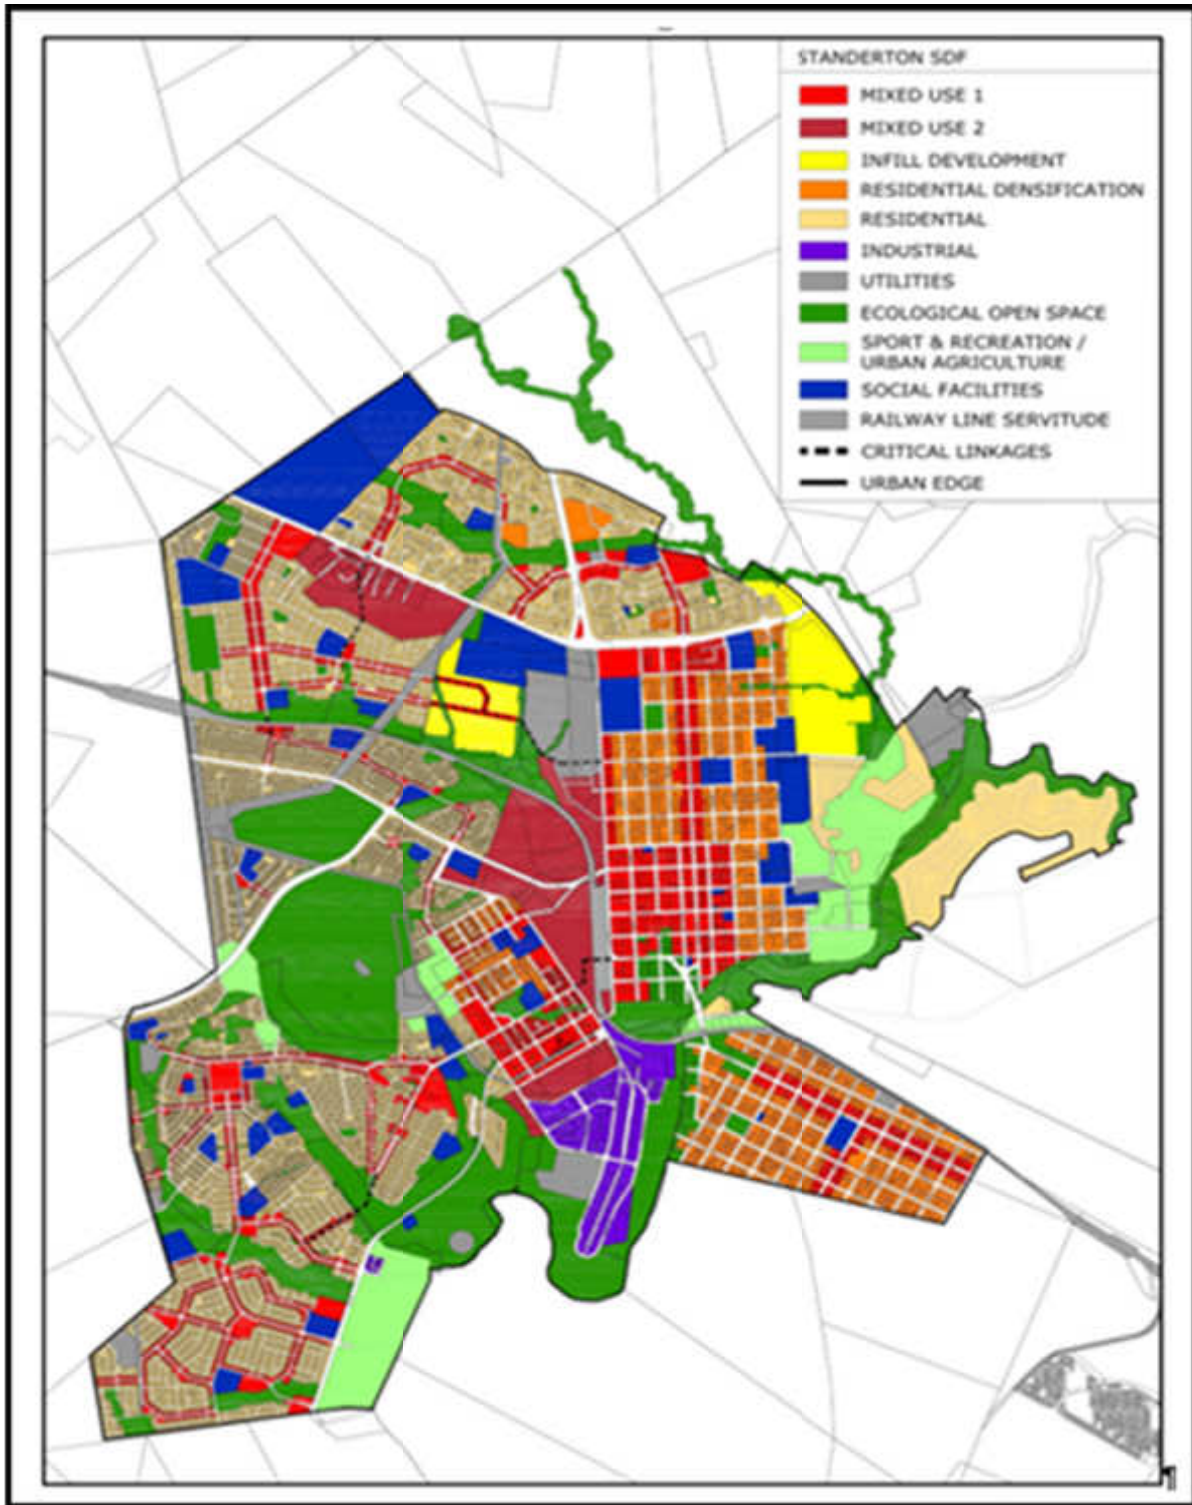 STANDERTON SDF
MIXED USE 1
MIXED USE 2
INFILL DEVELOPMENT
RESIDENTIAL DENSIFICATION
RESIDENTIAL
INDUSTRIAL
UTILITIES
ECOLOGICAL OPEN SPACE
SPORT & RECREATION /
URBAN AGRICULTURE
SOCIAL FACILITIES
RAILWAY LINE SERVITUDE
CRITICAL LINKAGES
URBAN EDGE
¶